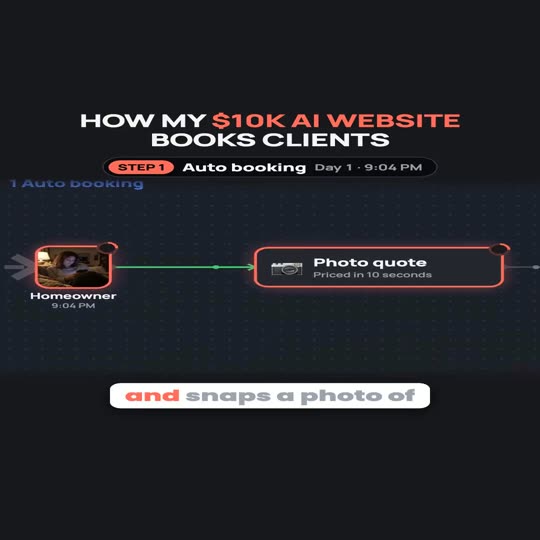 HOW MY $10K AI WEBSITE
BOOKS CLIENTS
STEP 1 Auto booking Day 1 · 9:04 PM
1 Auto booking
Photo quote
Priced in 10 seconds
Homeowner
9:04 PM
and snaps a photo of